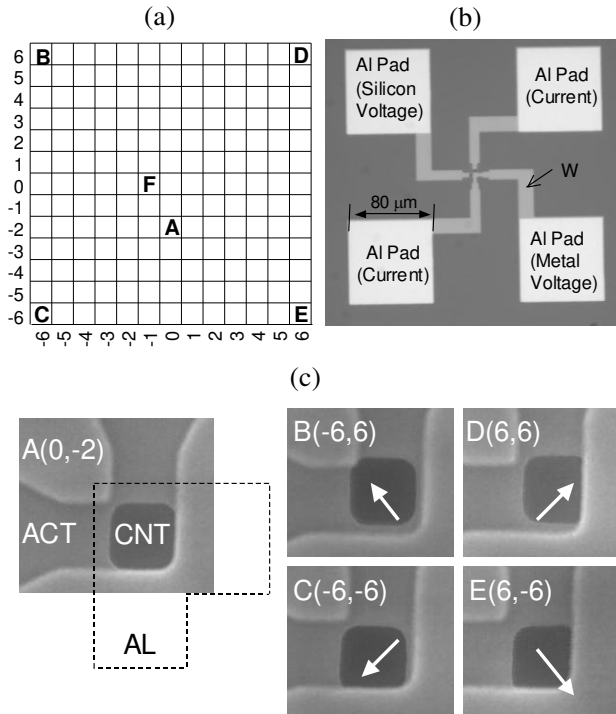 (a)
(b)
6
5
4
3
2
1
0
-1
-2
-3
-4
-5
-6
B
D
F
A
C
E
-6
-5
-4
-3
-2
-1
0
1
2
3
4
5
6
Al Pad
(Silicon
Voltage)
Al Pad
(Current)
W
80 μm
Al Pad
(Current)
Al Pad
(Metal
Voltage)
(c)
A(0,-2)
ACT
CNT
AL
B(-6,6)
D(6,6)
C(-6,-6)
E(6,-6)